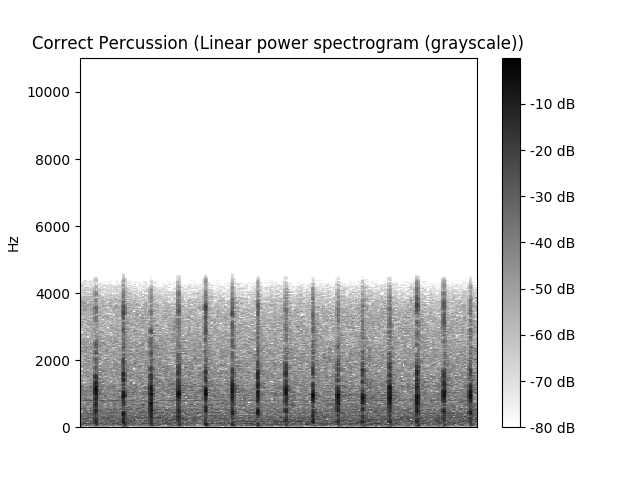 Correct Percussion (Linear power spectrogram (grayscale))
10000
8000
6000
4000
2000
0
Hz
-10 dB
-20 dB
-30 dB
-40 dB
-50 dB
-60 dB
-70 dB
-80 dB